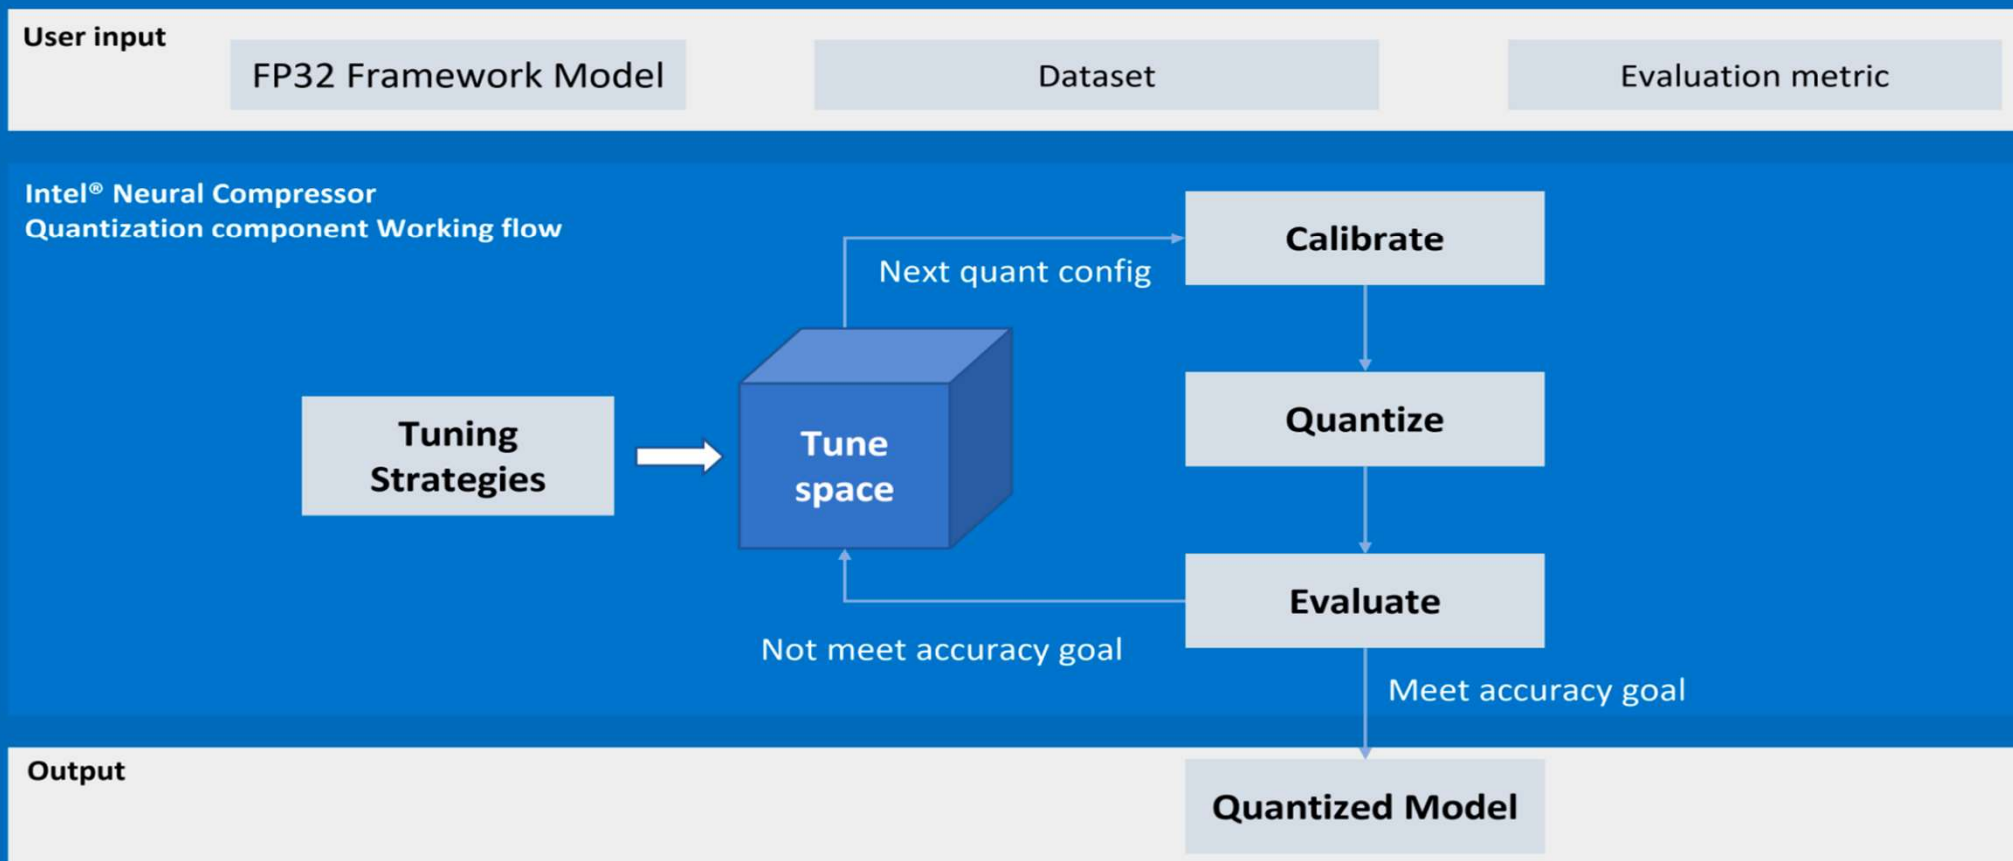 User input
FP32 Framework Model
Dataset
Evaluation metric
Intel® Neural Compressor
Quantization component Working flow
Calibrate
Next quant config
Quantize
Tuning
Strategies
Tune
space
Evaluate
Not meet accuracy goal
Meet accuracy goal
Output
Quantized Model